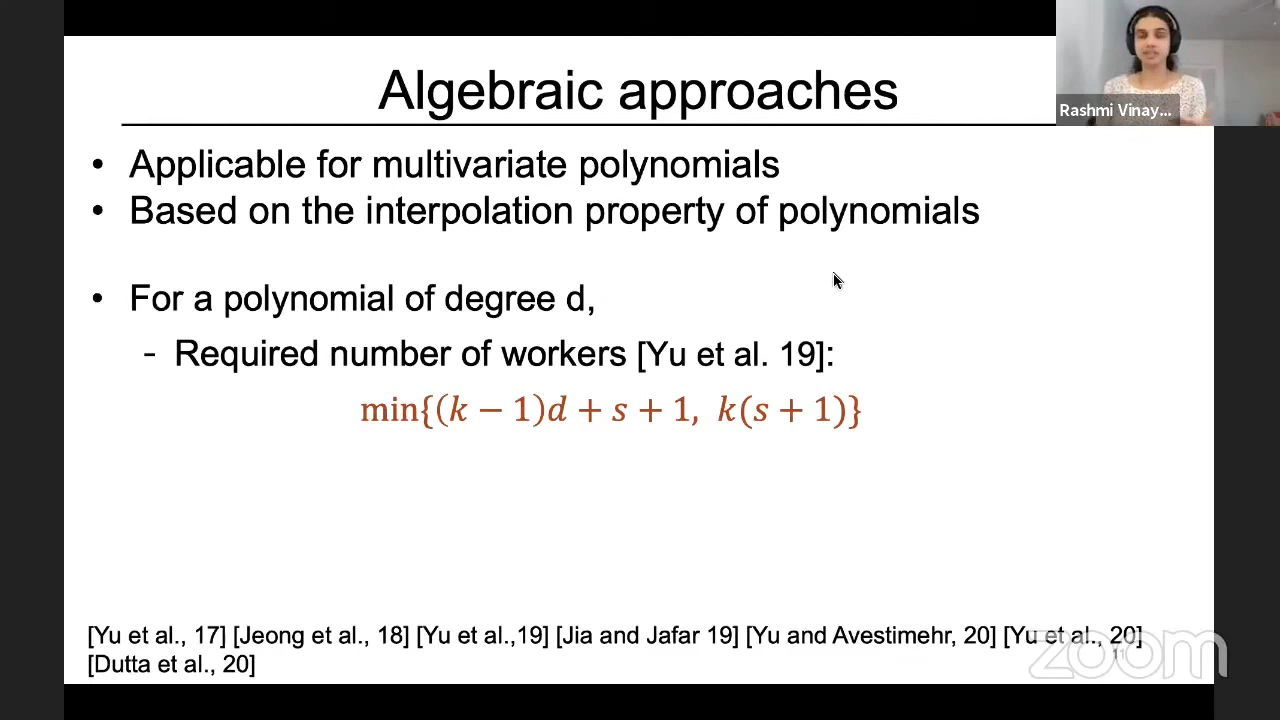 Algebraic approaches
Rashmi Vinay...
• Applicable for multivariate polynomials
• Based on the interpolation property of polynomials
• For a polynomial of degree d,
- Required number of workers [Yu et al. 19]:
min{(k − 1)d + s + 1, k(s + 1)}
[Yu et al., 17] [Jeong et al., 18] [Yu et al.,19] [Jia and Jafar 19] [Yu and Avestimehr, 20] [Yu et al., 20]
[Dutta et al., 20]
11
zoom